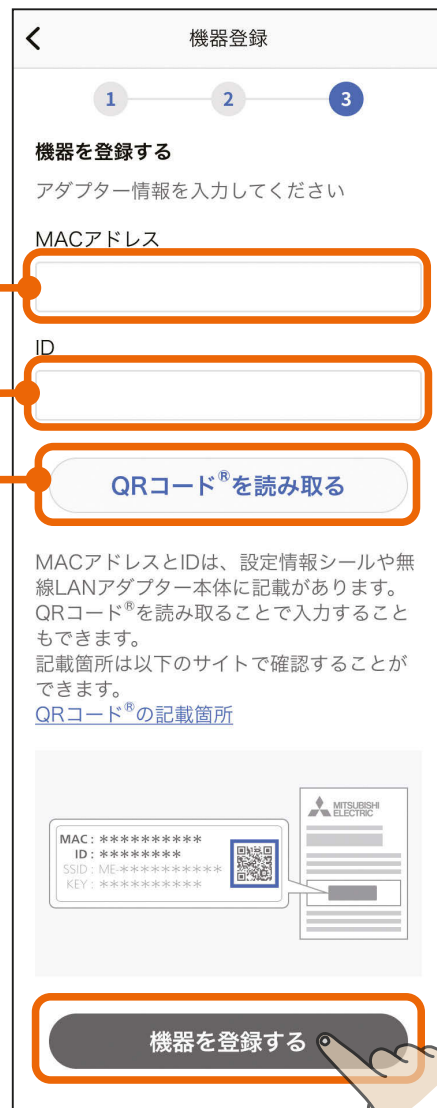 機器登録
1 2 3
機器を登録する
アダプター情報を入力してください
MACアドレス
ID
QRコード®を読み取る
MACアドレスとIDは、設定情報シールや無
線LANアダプター本体に記載があります。
QRコード®を読み取ることで入力すること
もできます。
記載箇所は以下のサイトで確認することが
できます。
QRコード®の記載箇所
MITSUBISHI
ELECTRIC
MAC : **********
ID : ********
SSID : ME-**********
KEY : **********
機器を登録する